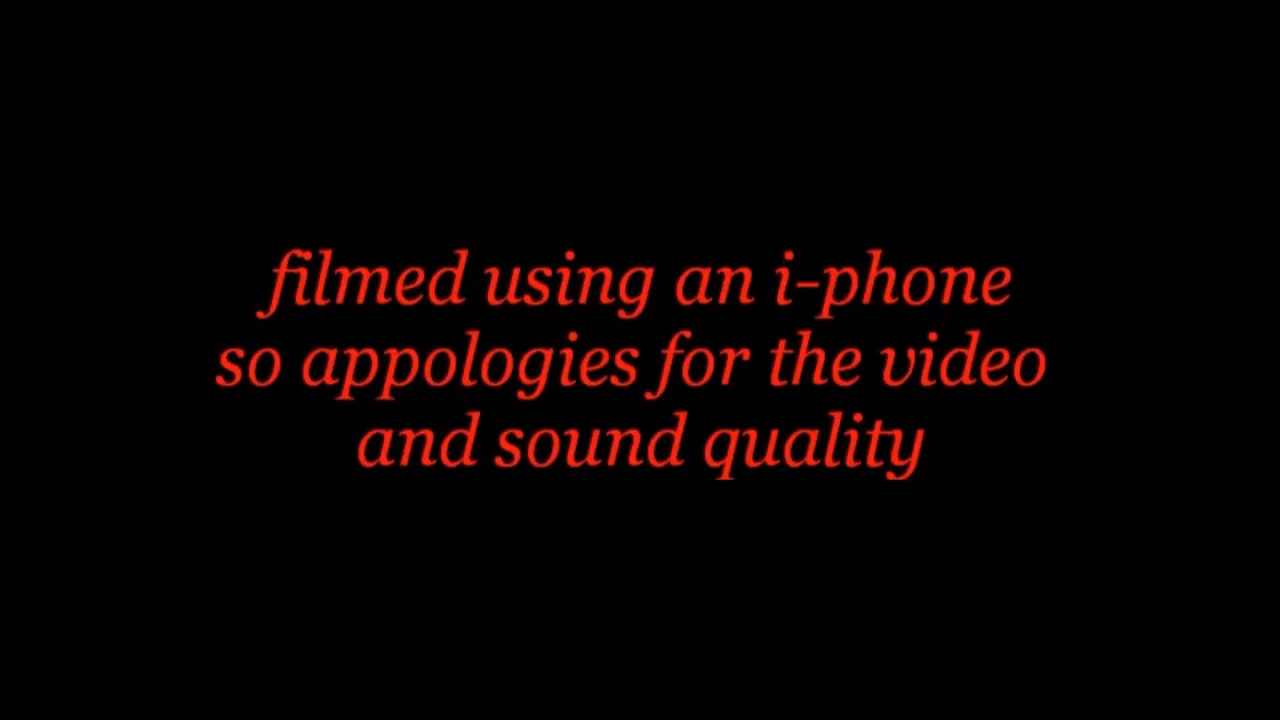 filmed using an i-phone
so appologies for the video
and sound quality